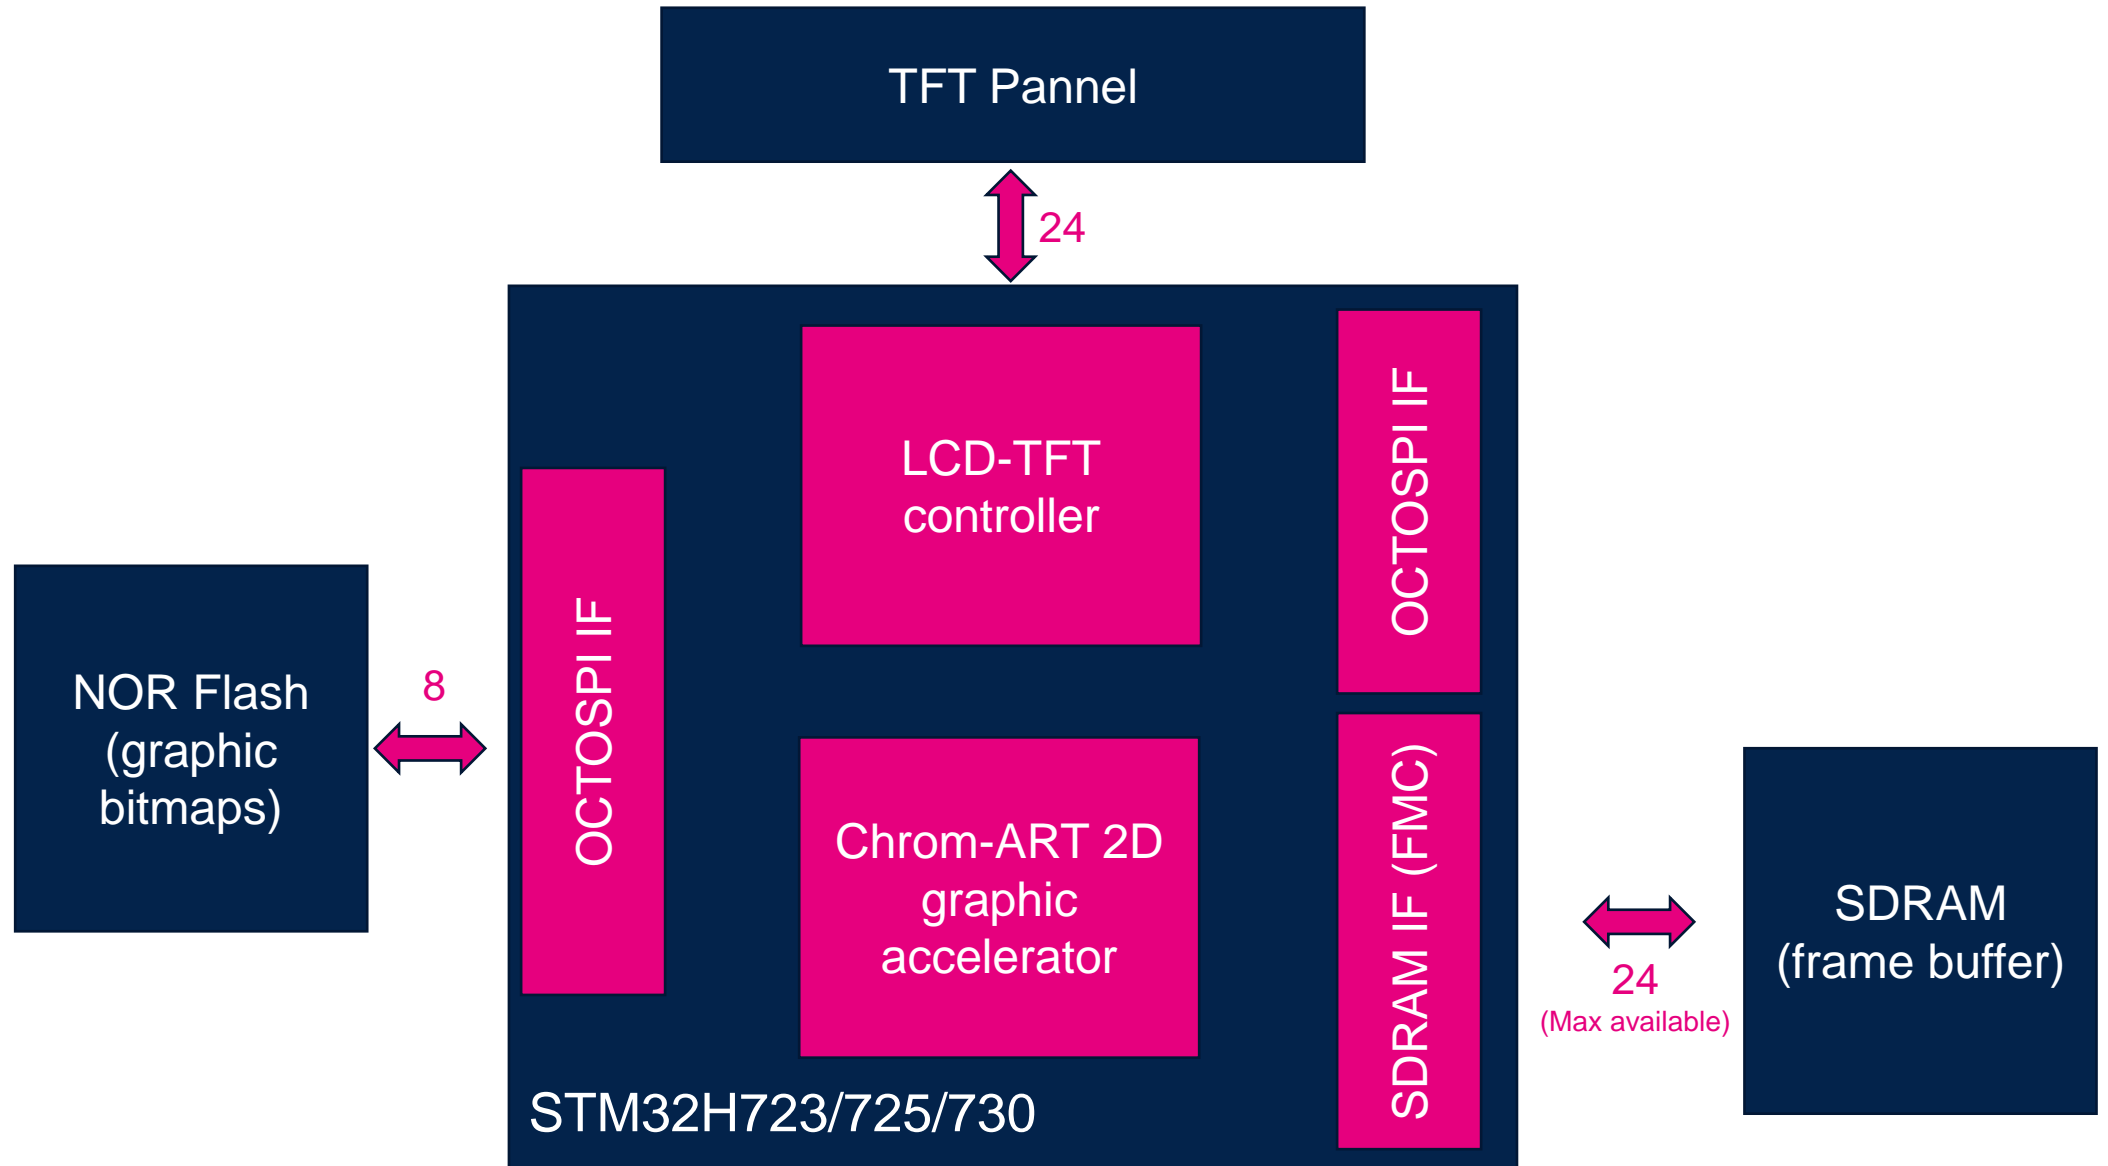 TFT Pannel
24
LCD-TFT
controller
OCTOSPI IF
OCTOSPI IF
NOR Flash
(graphic
bitmaps)
8
Chrom-ART 2D
graphic
accelerator
SDRAM IF (FMC)
24
(Max available)
SDRAM
(frame buffer)
STM32H723/725/730